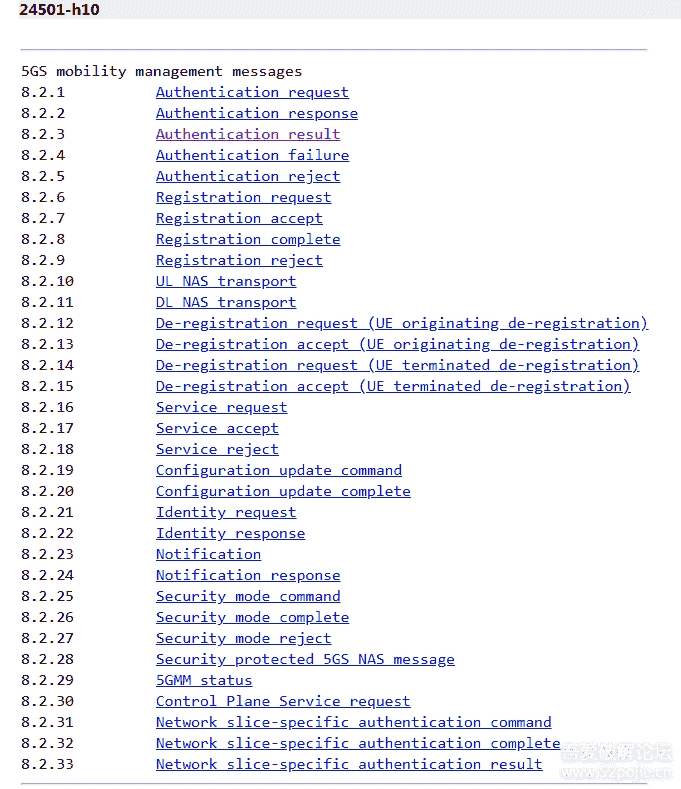 24501-h10
5GS mobility management messages
8.2.1 Authentication request
8.2.2 Authentication response
8.2.3 Authentication result
8.2.4 Authentication failure
8.2.5 Authentication reject
8.2.6 Registration request
8.2.7 Registration accept
8.2.8 Registration complete
8.2.9 Registration reject
8.2.10 UL NAS transport
8.2.11 DL NAS transport
8.2.12 De-registration request (UE originating de-registration)
8.2.13 De-registration accept (UE originating de-registration)
8.2.14 De-registration request (UE terminated de-registration)
8.2.15 De-registration accept (UE terminated de-registration)
8.2.16 Service request
8.2.17 Service accept
8.2.18 Service reject
8.2.19 Configuration update command
8.2.20 Configuration update complete
8.2.21 Identity request
8.2.22 Identity response
8.2.23 Notification
8.2.24 Notification response
8.2.25 Security mode command
8.2.26 Security mode complete
8.2.27 Security mode reject
8.2.28 Security protected 5GS NAS message
8.2.29 5GMM status
8.2.30 Control Plane Service request
8.2.31 Network slice-specific authentication command
8.2.32 Network slice-specific authentication complete
8.2.33 Network slice-specific authentication result
吾爱破解论坛
www.52pojie.cn